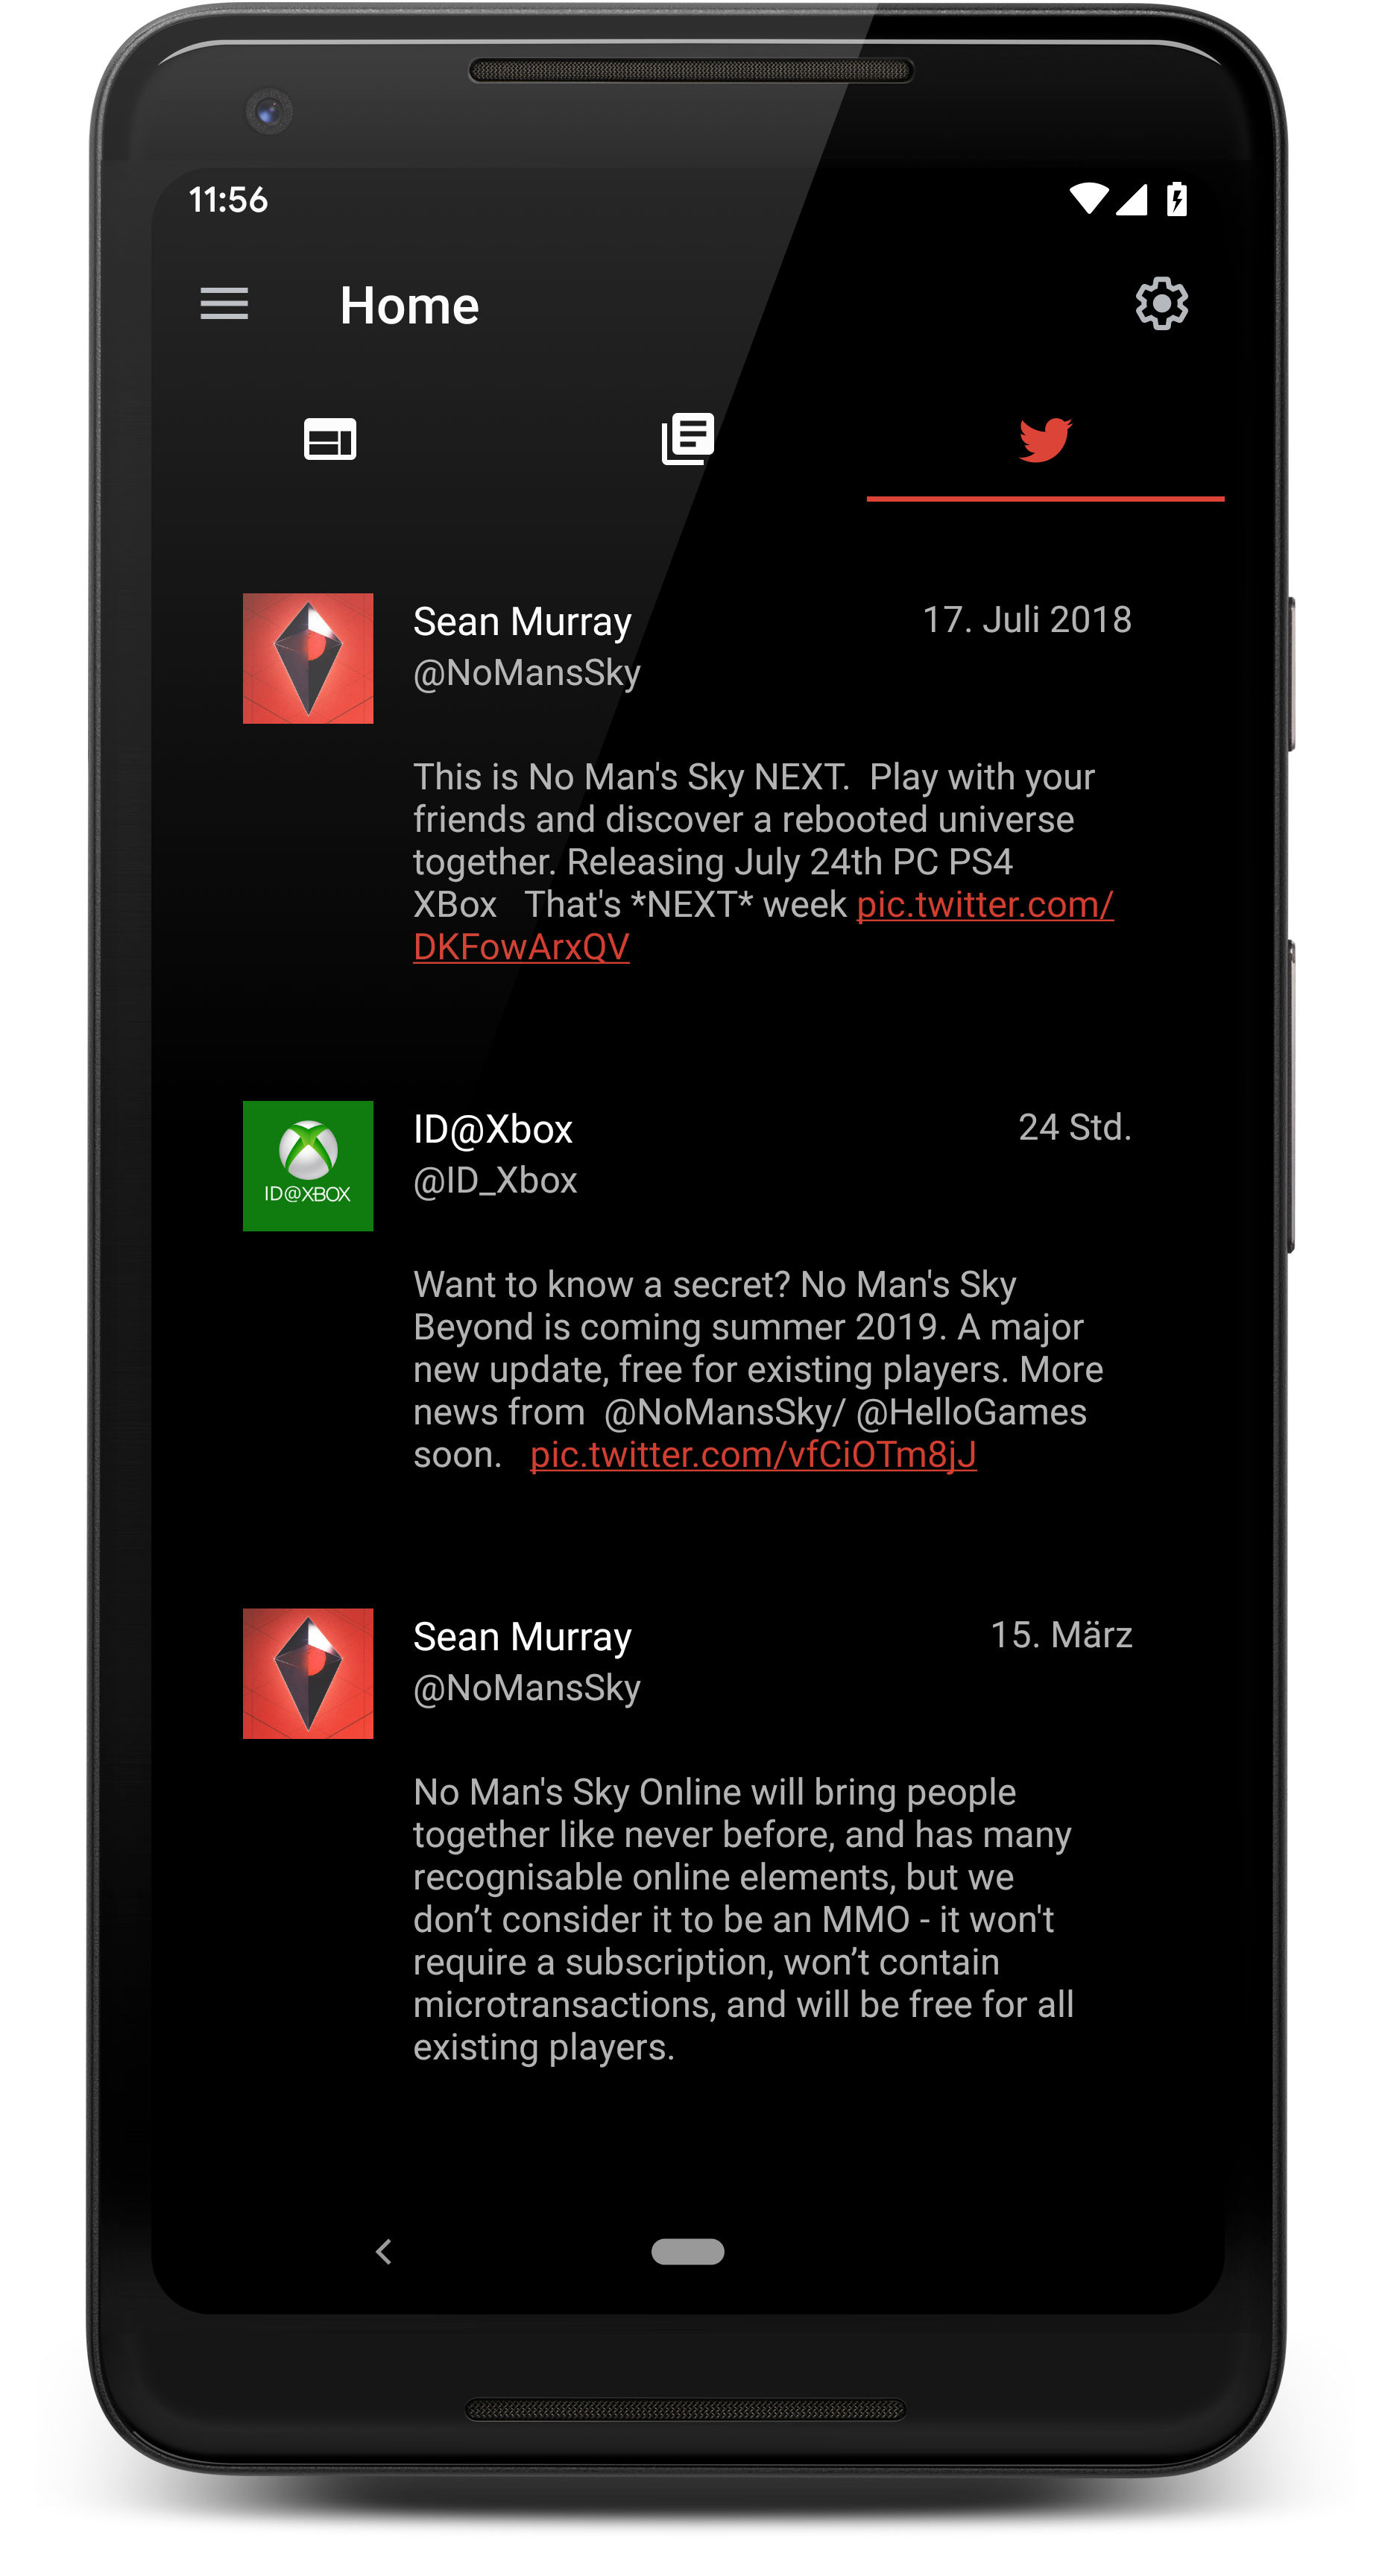 11:56
Home
Sean Murray 17. Juli 2018
@NoMansSky
This is No Man's Sky NEXT.  Play with your
friends and discover a rebooted universe
together. Releasing July 24th PC PS4
XBox   That's *NEXT* week pic.twitter.com/
DKFowArxQV
ID@XBOX
ID@Xbox 24 Std.
@ID_Xbox
Want to know a secret? No Man's Sky
Beyond is coming summer 2019. A major
new update, free for existing players. More
news from  @NoMansSky/ @HelloGames
soon.   pic.twitter.com/vfCiOTm8jJ
Sean Murray 15. März
@NoMansSky
No Man's Sky Online will bring people
together like never before, and has many
recognisable online elements, but we
don’t consider it to be an MMO - it won't
require a subscription, won’t contain
microtransactions, and will be free for all
existing players.